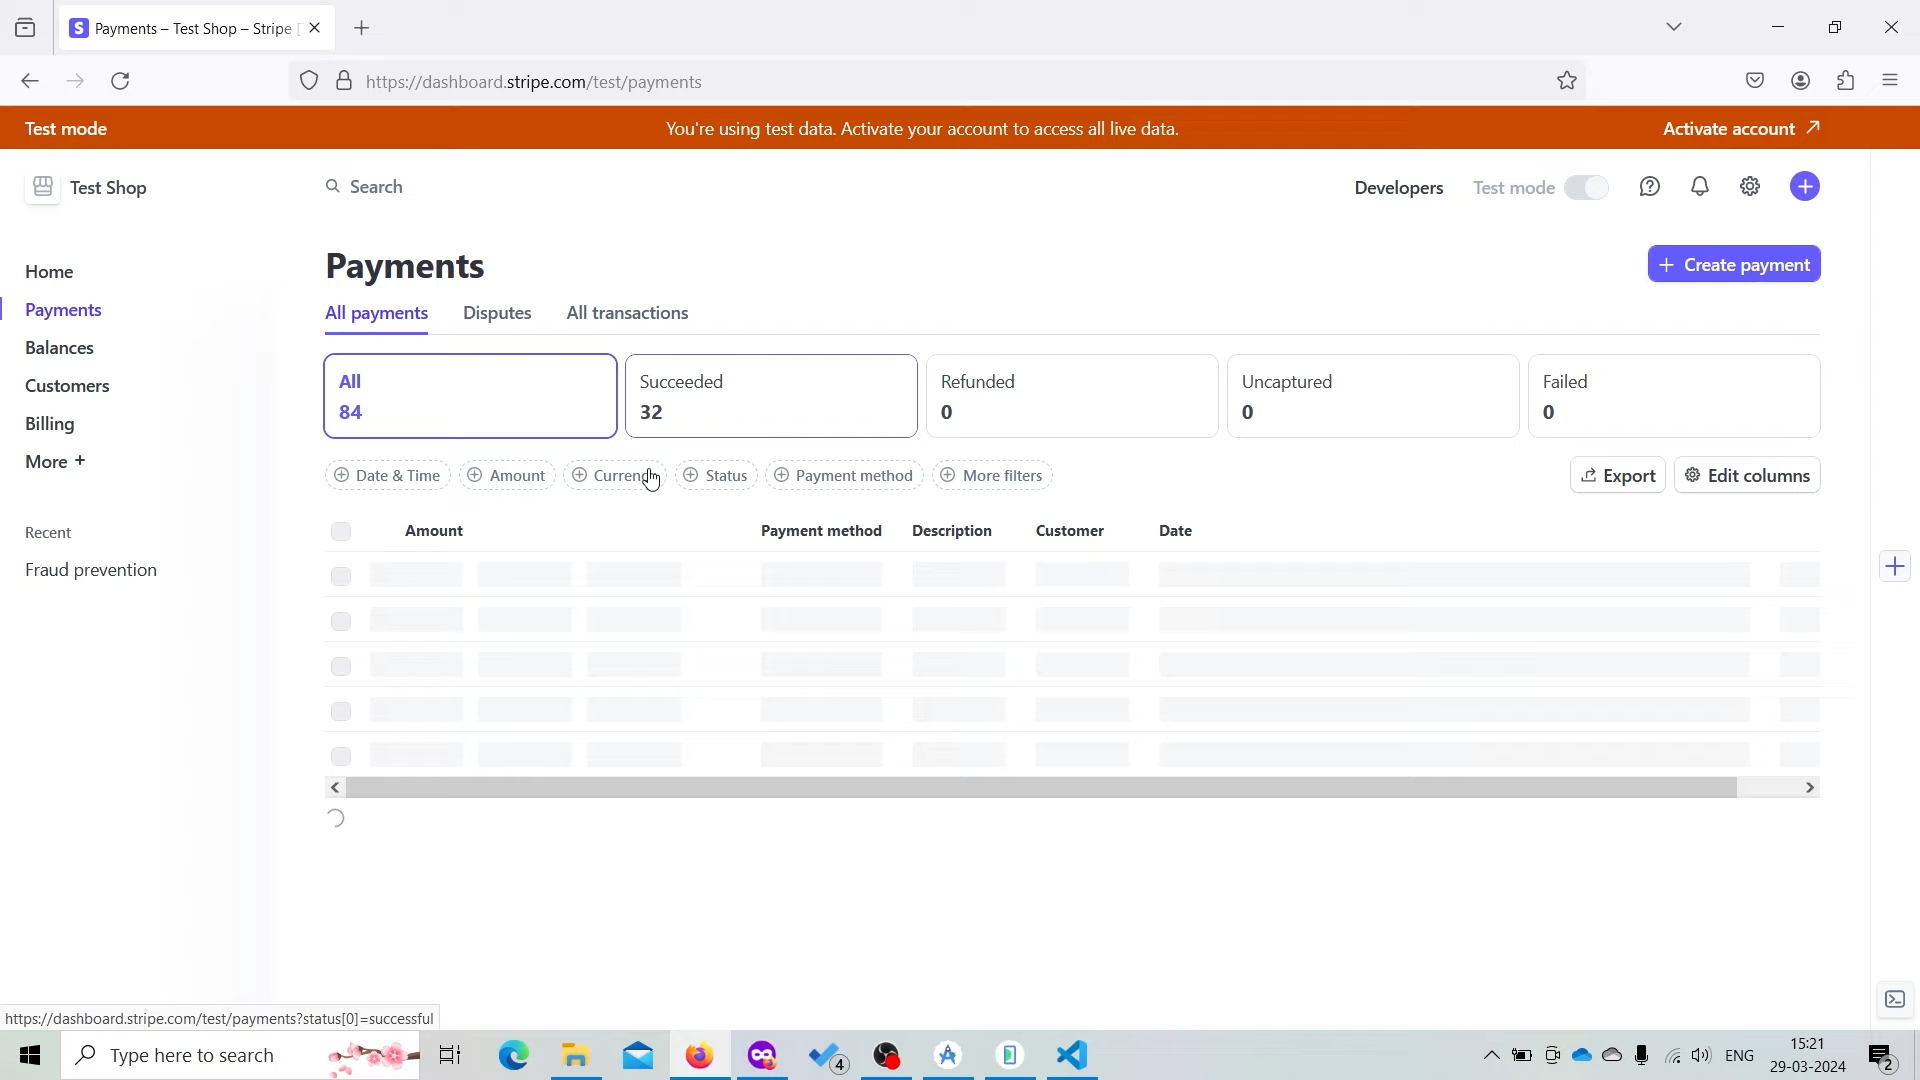 Payments – Test Shop – Stripe [
https://dashboard.stripe.com/test/payments
Test mode
You're using test data. Activate your account to access all live data.
Activate account
Test Shop
Search
Developers
Test mode
Home
Payments
Balances
Customers
Billing
More +
Recent
Fraud prevention
Payments
+ Create payment
All payments
Disputes
All transactions
All
84
Succeeded
32
Refunded
0
Uncaptured
0
Failed
0
Date & Time
Amount
Status
Payment method
More filters
Export
Edit columns
Amount
Payment method
Description
Customer
Date
https://dashboard.stripe.com/test/payments?status[0]=successful
Type here to search
4
ENG
15:21
29-03-2024
2